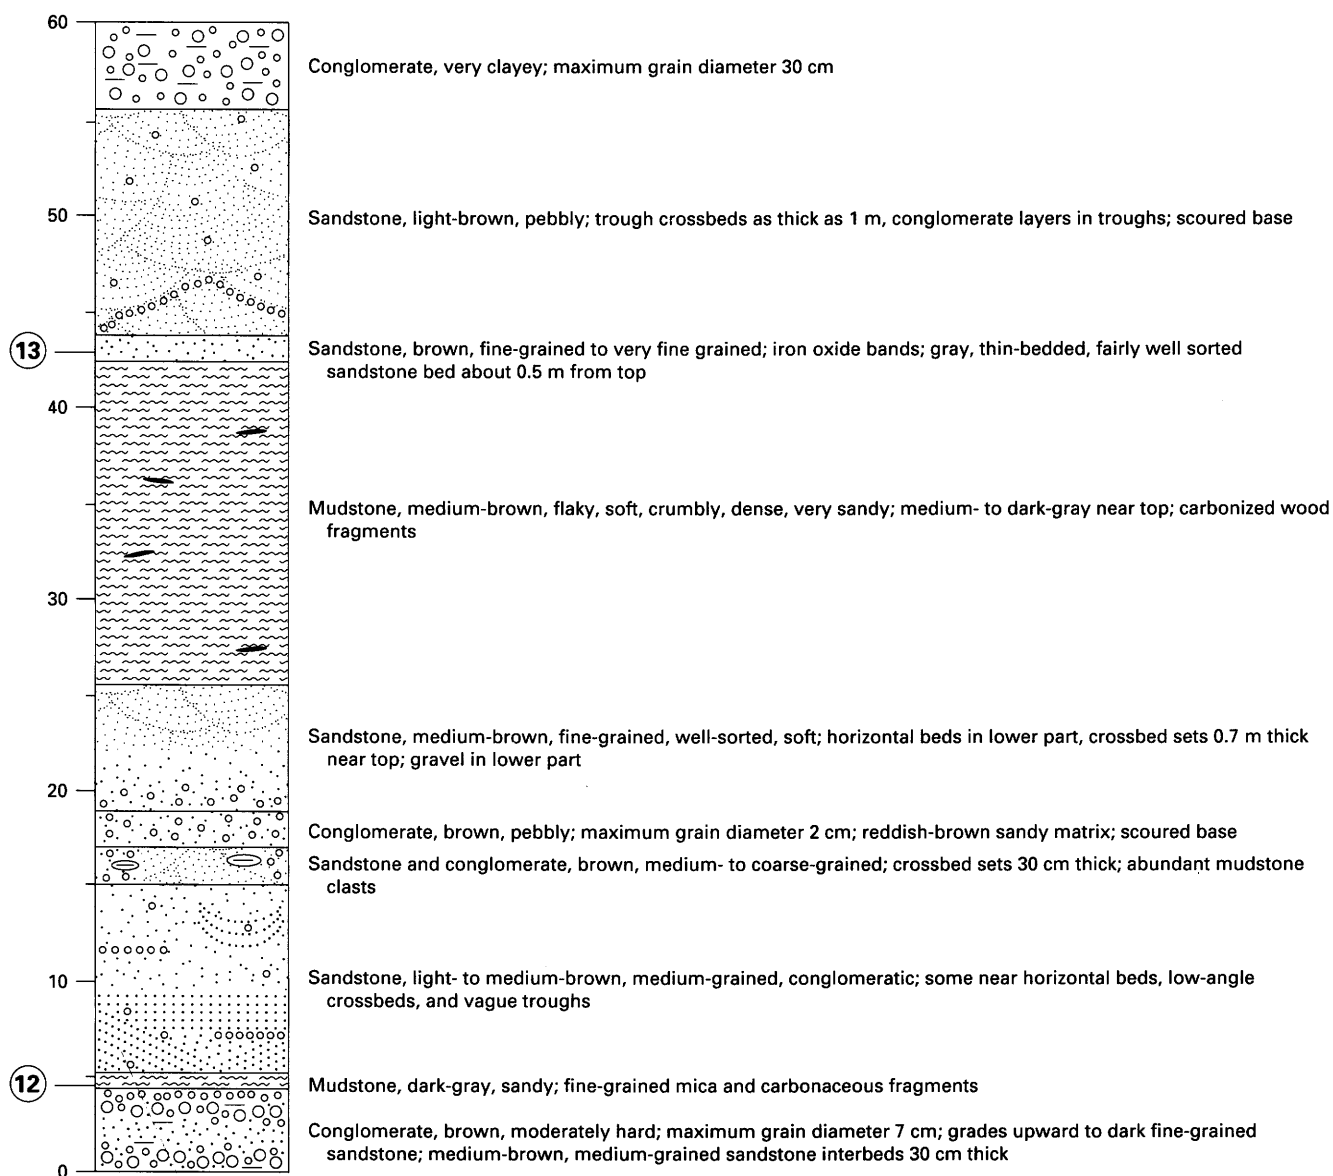 60
Conglomerate, very clayey; maximum grain diameter 30 cm
50
Sandstone, light-brown, pebbly; trough crossbeds as thick as 1 m, conglomerate layers in troughs; scoured base
13
Sandstone, brown, fine-grained to very fine grained; iron oxide bands; gray, thin-bedded, fairly well sorted
sandstone bed about 0.5 m from top
40
Mudstone, medium-brown, flaky, soft, crumbly, dense, very sandy; medium- to dark-gray near top; carbonized wood
fragments
30
Sandstone, medium-brown, fine-grained, well-sorted, soft; horizontal beds in lower part, crossbed sets 0.7 m thick
near top; gravel in lower part
20
Conglomerate, brown, pebbly; maximum grain diameter 2 cm; reddish-brown sandy matrix; scoured base
Sandstone and conglomerate, brown, medium- to coarse-grained; crossbed sets 30 cm thick; abundant mudstone
clasts
10
Sandstone, light- to medium-brown, medium-grained, conglomeratic; some near horizontal beds, low-angle
crossbeds, and vague troughs
12
Mudstone, dark-gray, sandy; fine-grained mica and carbonaceous fragments
Conglomerate, brown, moderately hard; maximum grain diameter 7 cm; grades upward to dark fine-grained
sandstone; medium-brown, medium-grained sandstone interbeds 30 cm thick
0